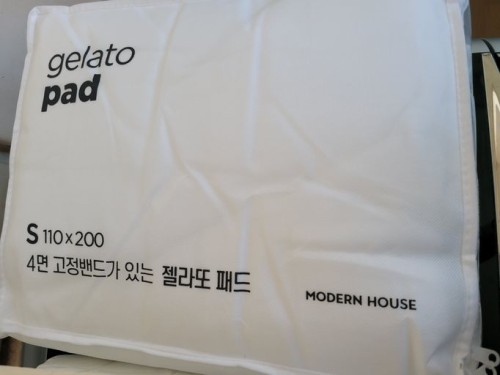 gelato
pad
S 110 x 200
4면 고정밴드가 있는 젤라또 패드
MODERN HOUSE